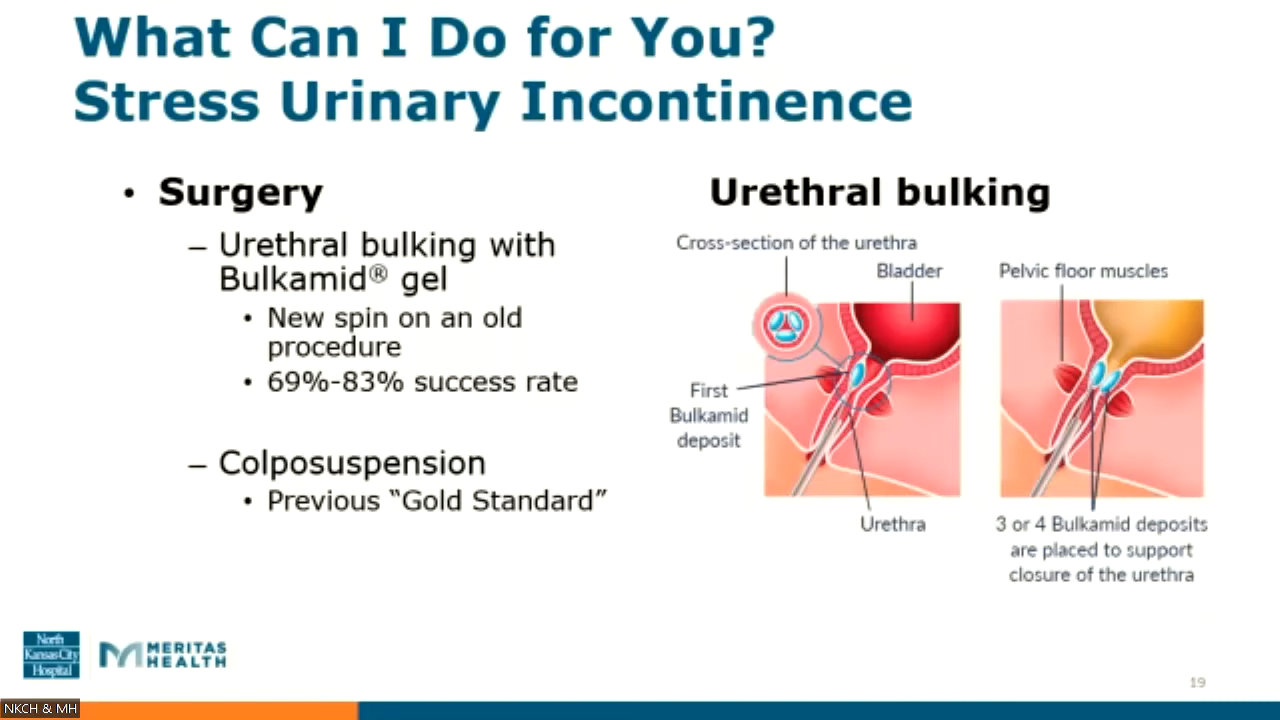 What Can I Do for You?
Stress Urinary Incontinence
• Surgery
– Urethral bulking with
Bulkamid® gel
• New spin on an old
procedure
• 69%-83% success rate
– Colposuspension
• Previous “Gold Standard”
Urethral bulking
Cross-section of the urethra
Bladder
Pelvic floor muscles
First
Bulkamid
deposit
Urethra
3 or 4 Bulkamid deposits
are placed to support
closure of the urethra
North
KansasCity
Hospital
MERITAS
HEALTH
19
NKCH & MH